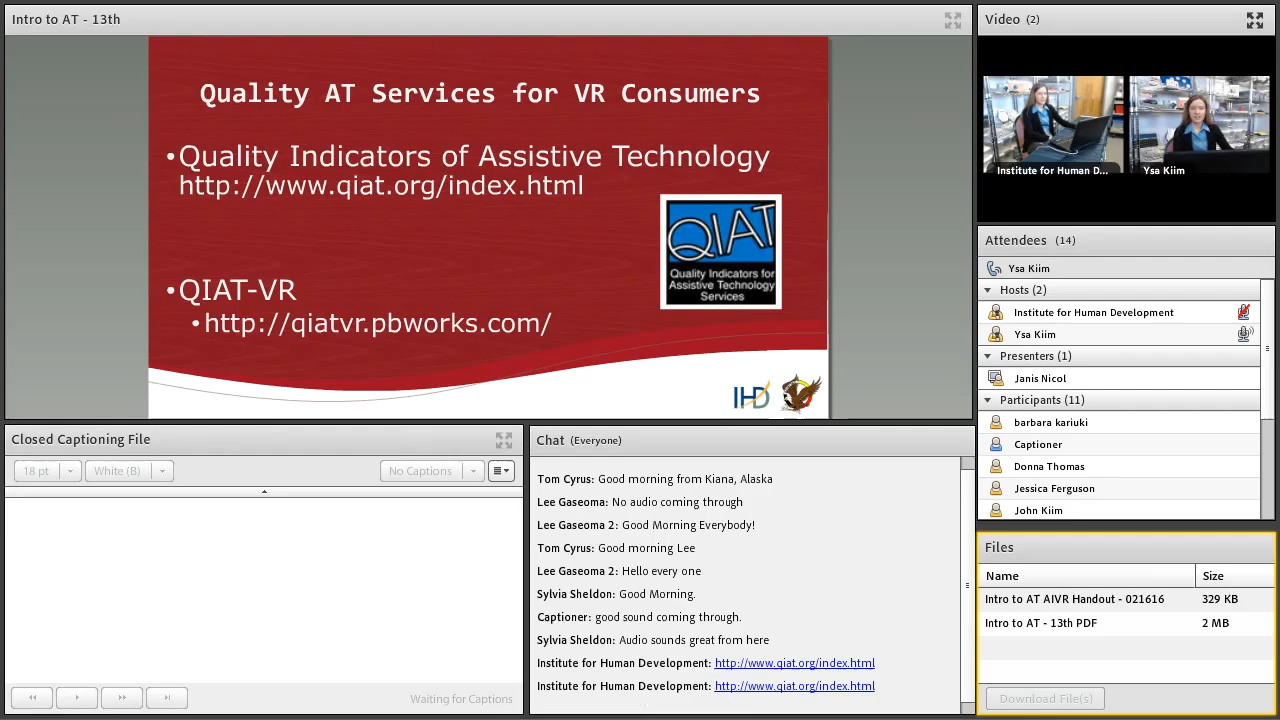 Intro to AT - 13th
Quality AT Services for VR Consumers
•Quality Indicators of Assistive Technology
http://www.qiat.org/index.html
QIAT
Quality Indicators for
Assistive Technology
Services
•QIAT-VR
•http://qiatvr.pbworks.com/
IHD
Video (2)
Institute for Human D...
Ysa Kiim
Attendees (14)
Ysa Kiim
Hosts (2)
Institute for Human Development
Ysa Kiim
Presenters (1)
Janis Nicol
Participants (11)
barbara kariuki
Captioner
Donna Thomas
Jessica Ferguson
John Kiim
Closed Captioning File
18 pt White (B) No Captions
Waiting for Captions
Chat (Everyone)
Tom Cyrus: Good morning from Kiana, Alaska
Lee Gaseoma: No audio coming through
Lee Gaseoma 2: Good Morning Everybody!
Tom Cyrus: Good morning Lee
Lee Gaseoma 2: Hello every one
Sylvia Sheldon: Good Morning.
Captioner: good sound coming through.
Sylvia Sheldon: Audio sounds great from here
Institute for Human Development: http://www.qiat.org/index.html
Institute for Human Development: http://www.qiat.org/index.html
Files
Name Size
Intro to AT AIVR Handout - 021616 329 KB
Intro to AT - 13th PDF 2 MB
Download File(s)